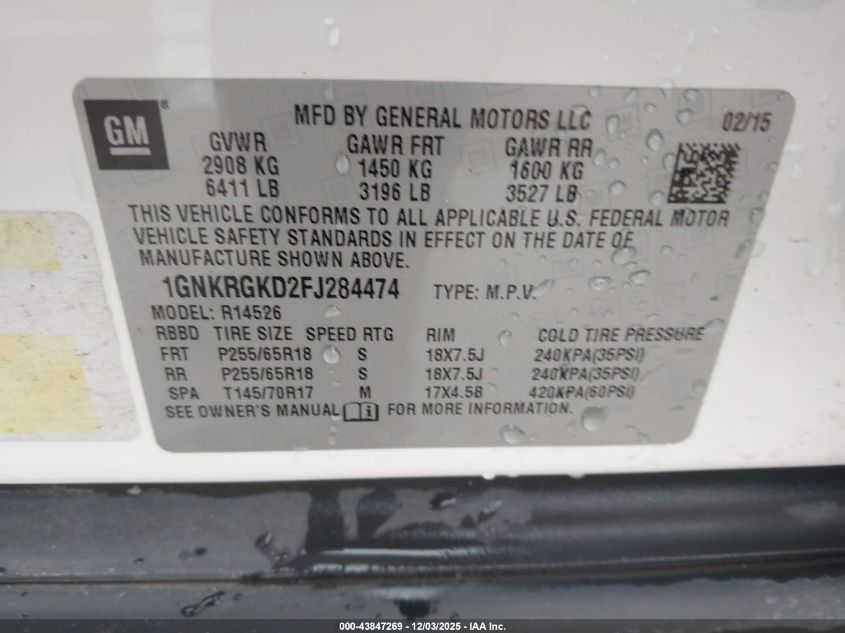 GM®
MFD BY GENERAL MOTORS LLC 02/15
GVWR GAWR FRT GAWR RR
2908 KG 1450 KG 1600 KG
6411 LB 3196 LB 3527 LB
THIS VEHICLE CONFORMS TO ALL APPLICABLE U.S. FEDERAL MOTOR
VEHICLE SAFETY STANDARDS IN EFFECT ON THE DATE OF
MANUFACTURE SHOWN ABOVE.
1GNKRGKD2FJ284474 TYPE: M.P.V.
MODEL: R14526
RBBD TIRE SIZE SPEED RTG RIM COLD TIRE PRESSURE
FRT P255/65R18 S 18X7.5J 240KPA(35PSI)
RR P255/65R18 S 18X7.5J 240KPA(35PSI)
SPA T145/70R17 M 17X4.5B 420KPA(60PSI)
SEE OWNER'S MANUAL FOR MORE INFORMATION.
000-43847269 - 12/03/2025 - IAA Inc.